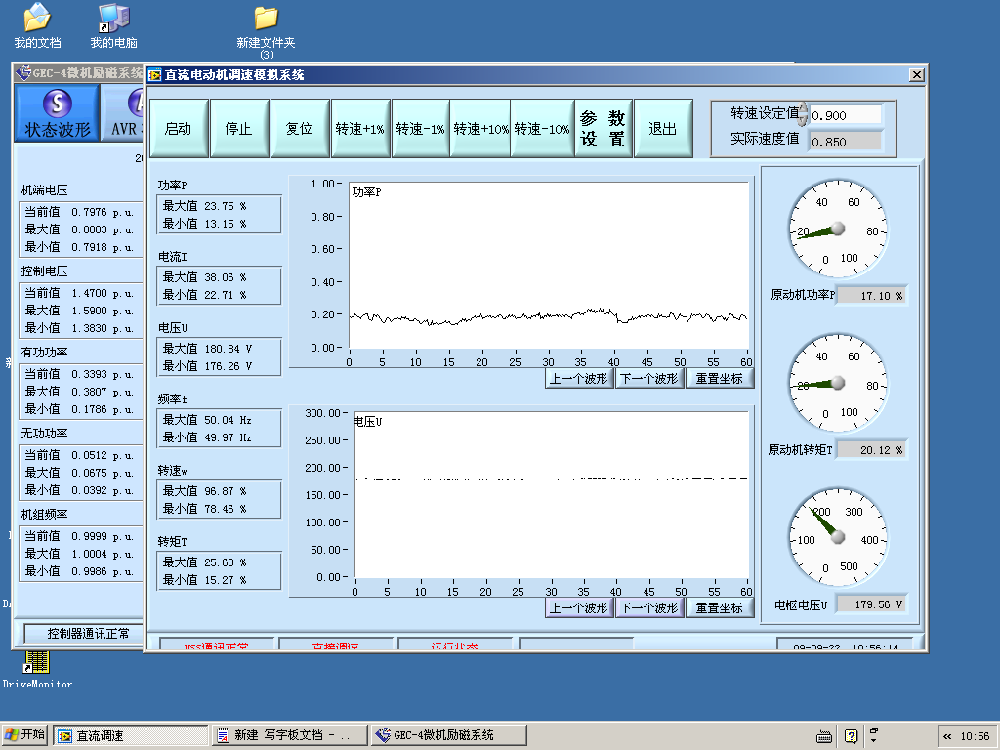 我的文档
我的电脑
新建文件夹
(3)
GEC-4微机励磁系统
直流电动机调速模拟系统
状态波形
AVR
启动
停止
复位
转速+1%
转速-1%
转速+10%
转速-10%
参 数
设 置
退出
转速设定值 0.900
实际速度值 0.850
机端电压
当前值 0.7976 p.u.
最大值 0.8083 p.u.
最小值 0.7918 p.u.
控制电压
当前值 1.4700 p.u.
最大值 1.5900 p.u.
最小值 1.3830 p.u.
有功功率
当前值 0.3393 p.u.
最大值 0.3807 p.u.
最小值 0.1786 p.u.
无功功率
当前值 0.0512 p.u.
最大值 0.0675 p.u.
最小值 0.0392 p.u.
机组频率
当前值 0.9999 p.u.
最大值 1.0004 p.u.
最小值 0.9986 p.u.
控制器通讯正常
功率P
最大值 23.75 %
最小值 13.15 %
电流I
最大值 38.06 %
最小值 22.71 %
电压U
最大值 180.84 V
最小值 176.26 V
频率f
最大值 50.04 Hz
最小值 49.97 Hz
转速w
最大值 96.87 %
最小值 78.46 %
转矩T
最大值 25.63 %
最小值 15.27 %
功率P
1.00
0.80
0.60
0.40
0.20
0.00
0 5 10 15 20 25 30 35 40 45 50 55 60
上一个波形 下一个波形 重置坐标
电压U
300.00
250.00
200.00
150.00
100.00
50.00
0.00
0 5 10 15 20 25 30 35 40 45 50 55 60
上一个波形 下一个波形 重置坐标
40 60
20 80
0 100
原动机功率P 17.10 %
40 60
20 80
0 100
原动机转矩T 20.12 %
200 300
100 400
0 500
电枢电压U 179.56 V
USS通讯正常
直接调速
运行状态
09-09-22 10:56:14
DriveMonitor
开始
直流调速
新建 写字板文档 - ...
GEC-4微机励磁系统
10:56